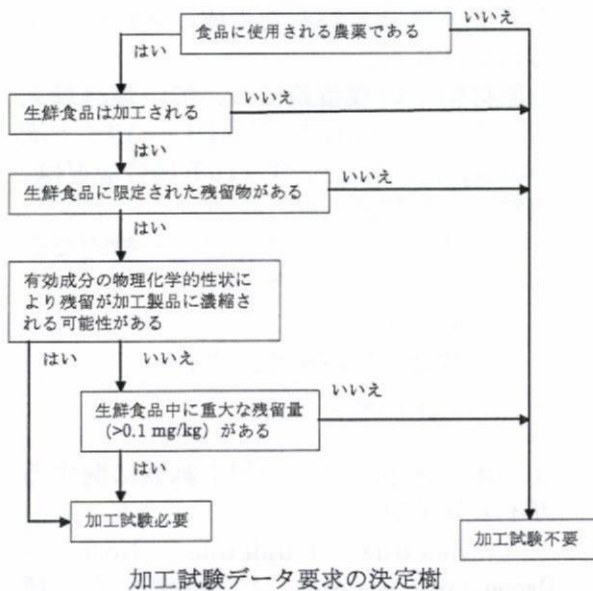 食品に使用される農薬である
いいえ
はい
生鮮食品は加工される
いいえ
はい
生鮮食品に限定された残留物がある
いいえ
はい
有効成分の物理化学的性状に
より残留が加工製品に濃縮さ
れる可能性がある
はい
いいえ
いいえ
生鮮食品中に重大な残留量
(>0.1 mg/kg) がある
はい
加工試験必要
加工試験不要
加工試験データ要求の決定樹